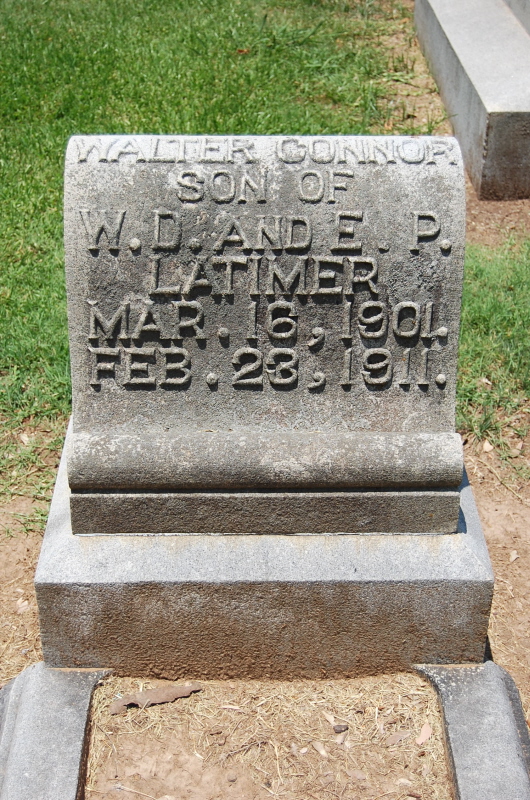 WALTER CONNOR
SON OF
W. D. AND E. P.
LATIMER
MAR. 16, 1901.
FEB. 23, 1911.